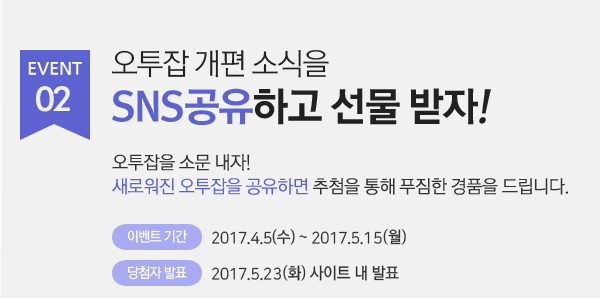 EVENT
02
오투잡 개편 소식을
SNS공유하고 선물 받자!
오투잡을 소문 내자!
새로워진 오투잡을 공유하면 추첨을 통해 푸짐한 경품을 드립니다.
이벤트 기간 2017.4.5(수) ~ 2017.5.15(월)
당첨자 발표 2017.5.23(화) 사이트 내 발표